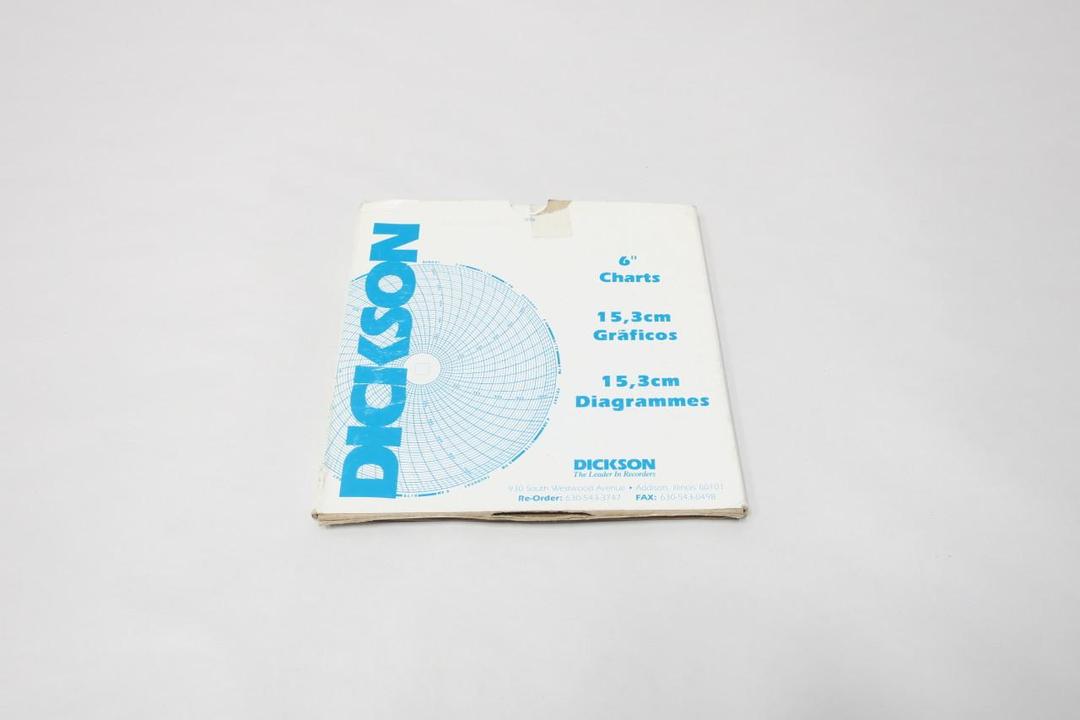 DICKSON
6"
Charts
15,3cm
Gráficos
15,3cm
Diagrammes
DICKSON
The Leader In Recorders
930 South Westwood Avenue • Addison, Illinois 60101
Re-Order: 630-543-3747 FAX: 630-543-0498